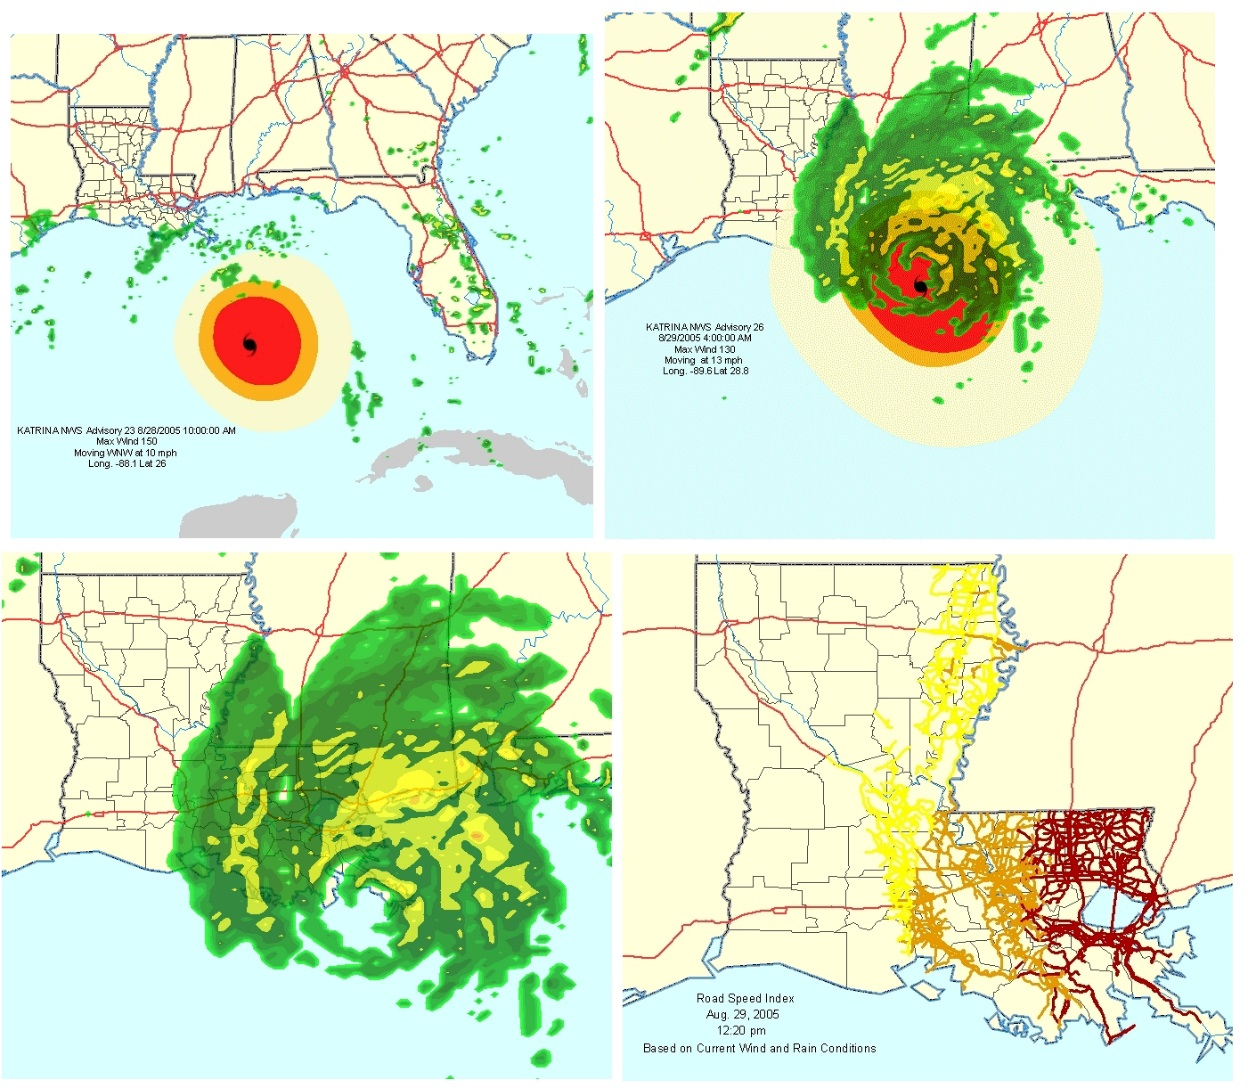 KATRINA NWS Advisory 23 8/28/2005 10:00:00 AM
Max Wind 150
Moving WNW at 10 mph
Long. -88.1 Lat 26
KATRINA NWS Advisory 26
8/29/2005 4:00:00 AM
Max Wind 130
Moving at 13 mph
Long. -89.6 Lat 28.8
Road Speed Index
Aug. 29, 2005
12:20 pm
Based on Current Wind and Rain Conditions